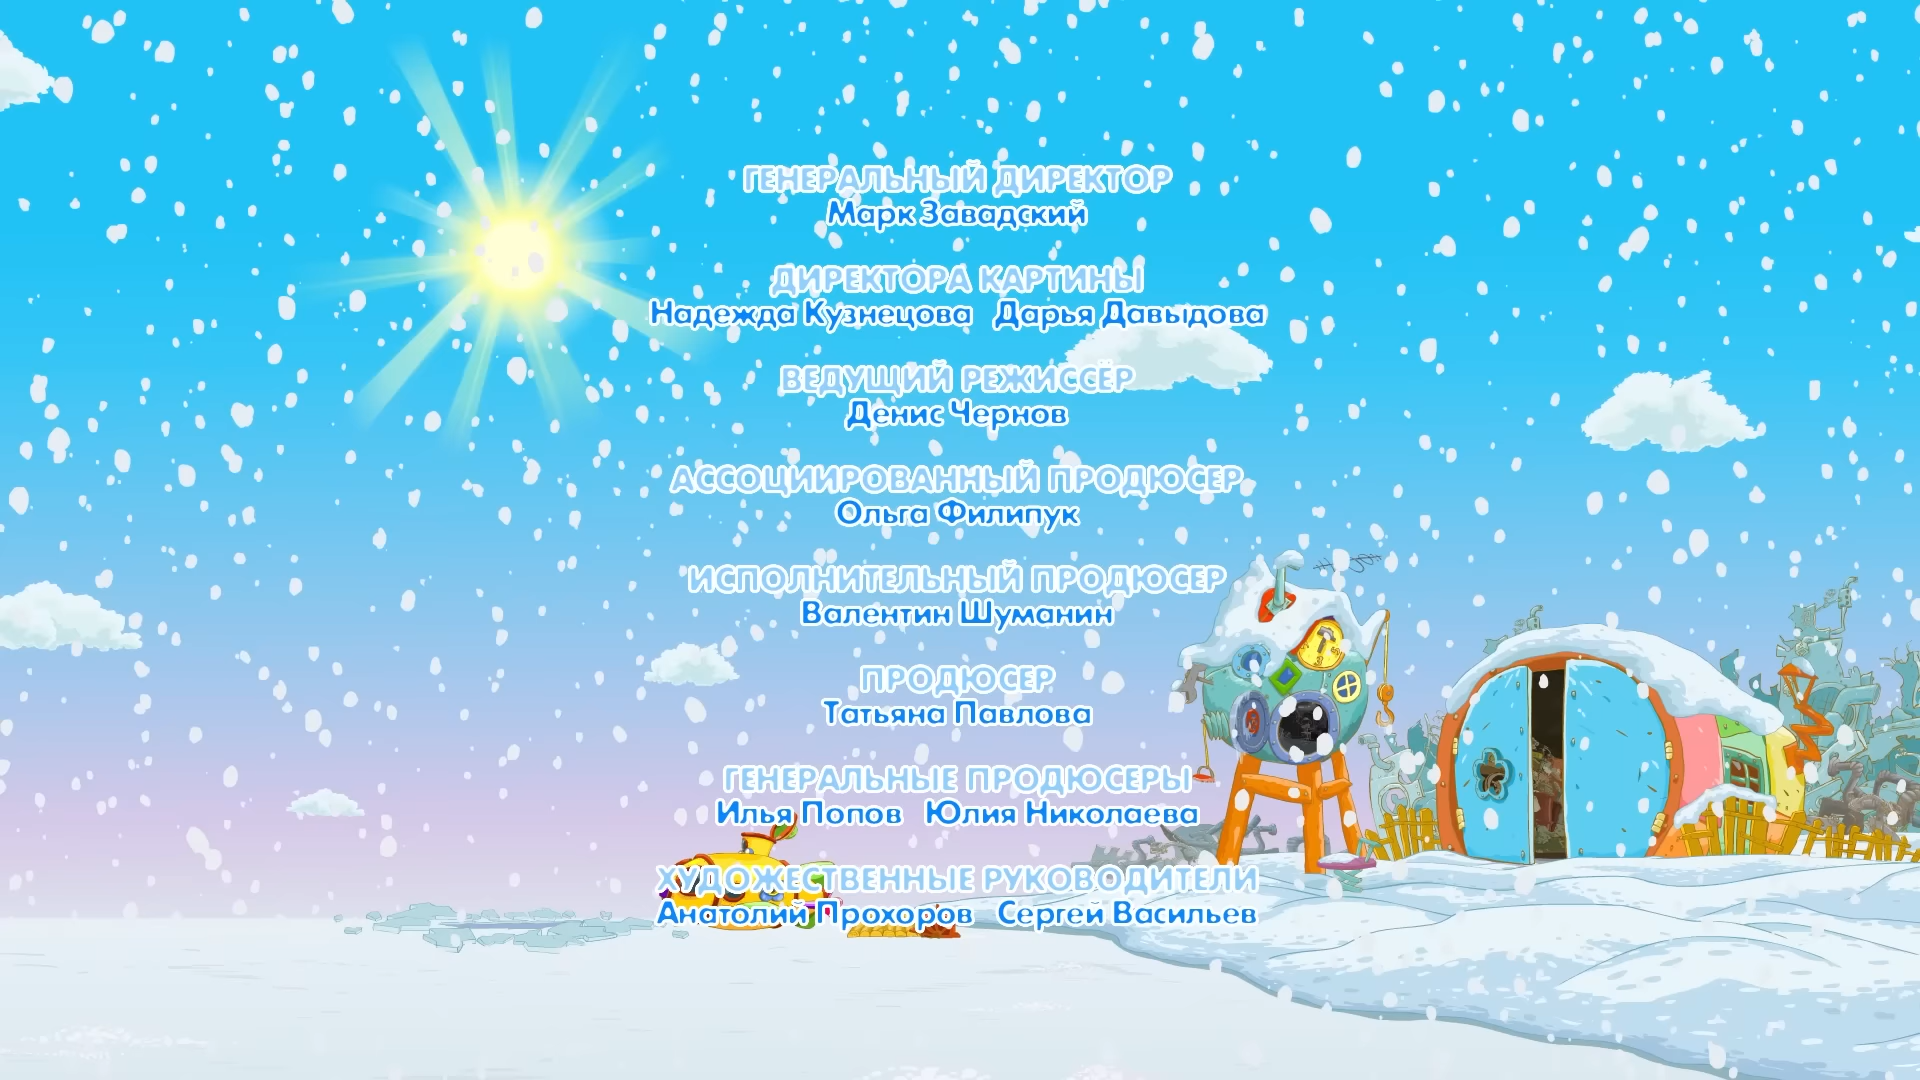 ГЕНЕРАЛЬНЫЙ ДИРЕКТОР
Марк Завадский
ДИРЕКТОРА КАРТИНЫ
Надежда Кузнецова Дарья Давыдова
ВЕДУЩИЙ РЕЖИССЁР
Денис Чернов
АССОЦИИРОВАННЫЙ ПРОДЮСЕР
Ольга Филипук
ИСПОЛНИТЕЛЬНЫЙ ПРОДЮСЕР
Валентин Шуманин
ПРОДЮСЕР
Татьяна Павлова
ГЕНЕРАЛЬНЫЕ ПРОДЮСЕРЫ
Илья Попов Юлия Николаева
ХУДОЖЕСТВЕННЫЕ РУКОВОДИТЕЛИ
Анатолий Прохоров Сергей Васильев